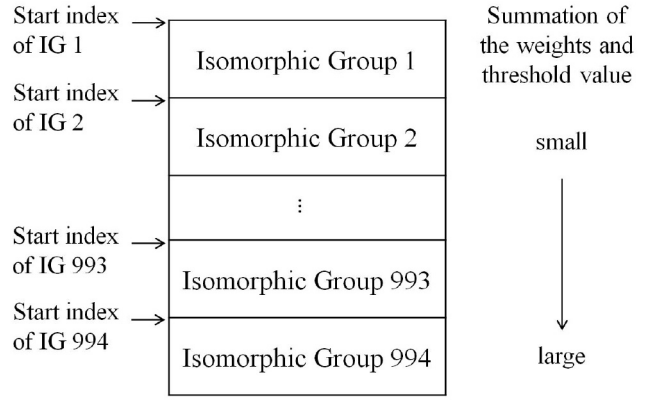 Start index
of IG 1
Start index
of IG 2
Start index
of IG 993
Start index
of IG 994
Isomorphic Group 1
Isomorphic Group 2
⋮
Isomorphic Group 993
Isomorphic Group 994
Summation of
the weights and
threshold value
small
large